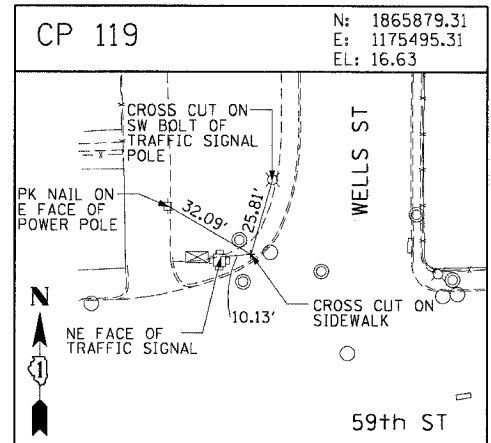 CP 119
N: 1865879.31
E: 1175495.31
EL: 16.63
CROSS CUT ON
SW BOLT OF
TRAFFIC SIGNAL
POLE
WELLS ST
PK NAIL ON
E FACE OF
POWER POLE
32.09'
25.81'
N
1
10.13'
CROSS CUT ON
SIDEWALK
NE FACE OF
TRAFFIC SIGNAL
59th ST